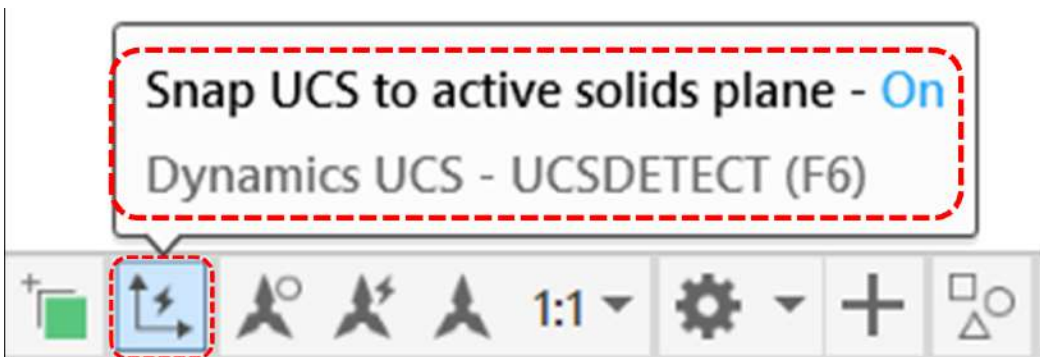 Snap UCS to active solids plane - On
Dynamics UCS - UCSDETECT (F6)
1:1